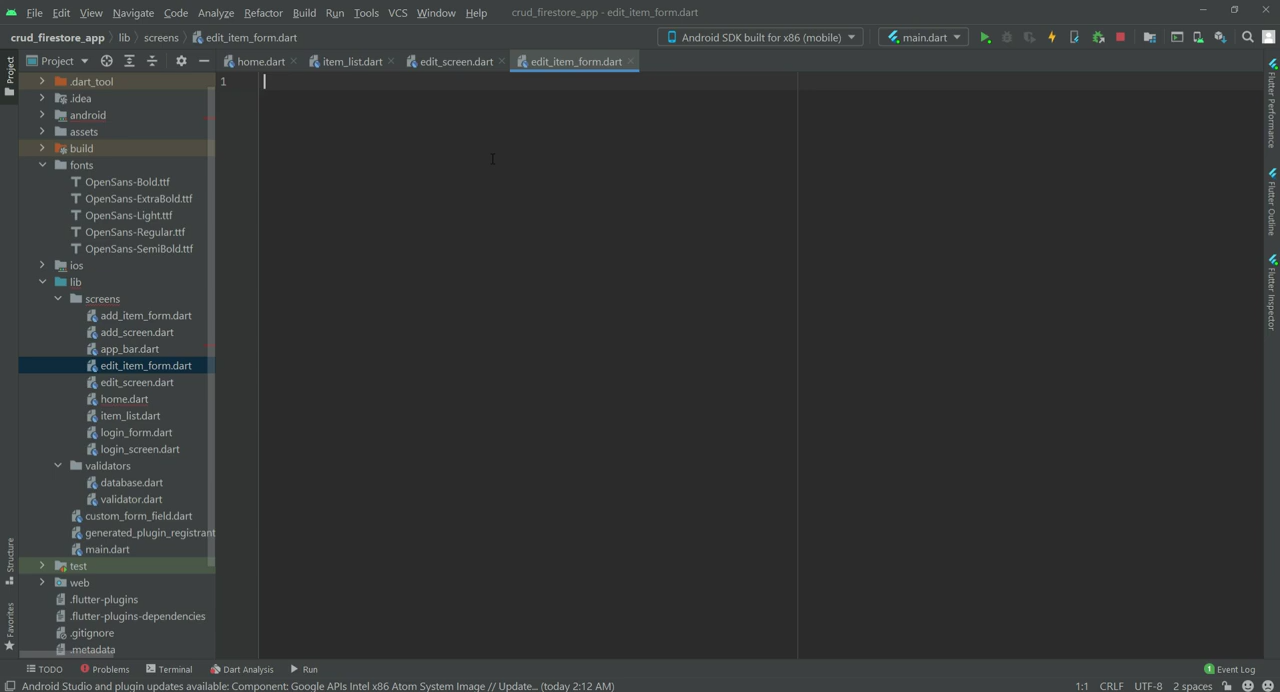 File Edit View Navigate Code Analyze Refactor Build Run Tools VCS Window Help crud_firestore_app - edit_item_form.dart
crud_firestore_app lib screens edit_item_form.dart Android SDK built for x86 (mobile) main.dart
Project home.dart item_list.dart edit_screen.dart edit_item_form.dart
1
.dart_tool
.idea
android
assets
build
fonts
OpenSans-Bold.ttf
OpenSans-ExtraBold.ttf
OpenSans-Light.ttf
OpenSans-Regular.ttf
OpenSans-SemiBold.ttf
ios
lib
screens
add_item_form.dart
add_screen.dart
app_bar.dart
edit_item_form.dart
edit_screen.dart
home.dart
item_list.dart
login_form.dart
login_screen.dart
validators
database.dart
validator.dart
custom_form_field.dart
generated_plugin_registrant
main.dart
test
web
.flutter-plugins
.flutter-plugins-dependencies
.gitignore
.metadata
Project
Structure
Favorites
Flutter Performance
Flutter Outline
Flutter Inspector
TODO Problems Terminal Dart Analysis Run 1 Event Log
Android Studio and plugin updates available: Component: Google APIs Intel x86 Atom System Image // Update... (today 2:12 AM) 1:1 CRLF UTF-8 2 spaces